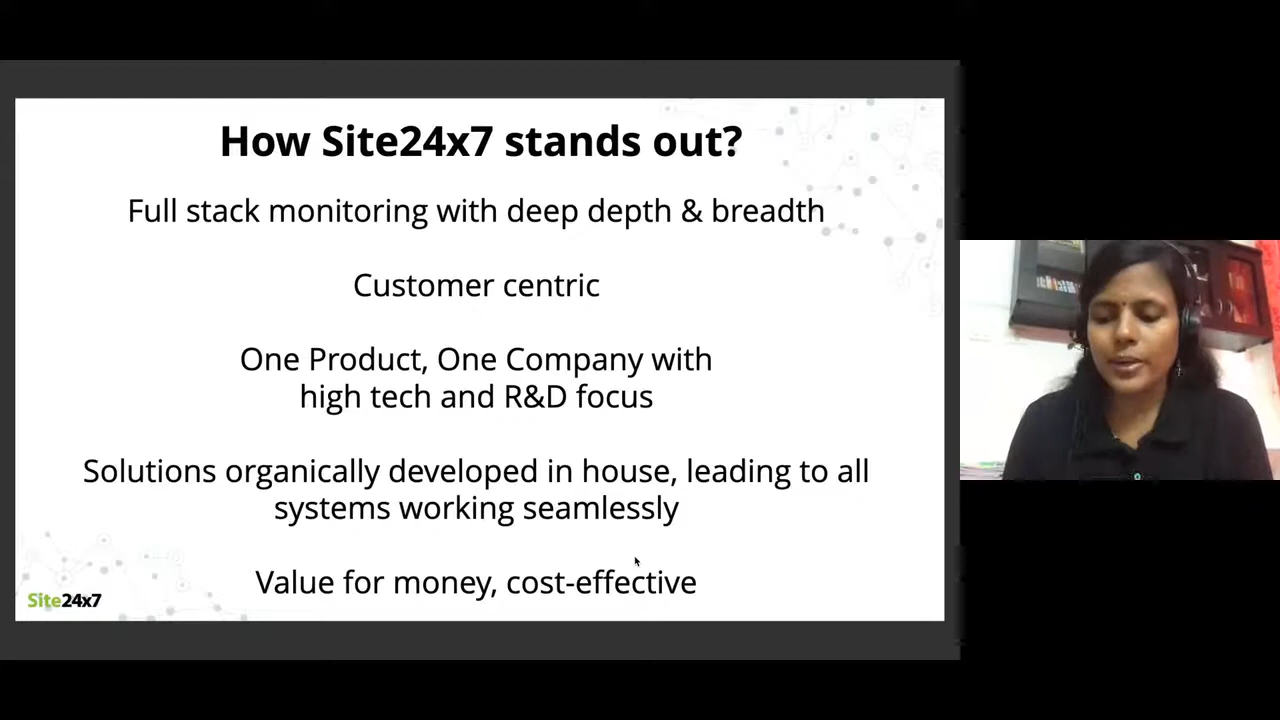 How Site24x7 stands out?
Full stack monitoring with deep depth & breadth
Customer centric
One Product, One Company with
high tech and R&D focus
Solutions organically developed in house, leading to all
systems working seamlessly
Value for money, cost-effective
Site24x7